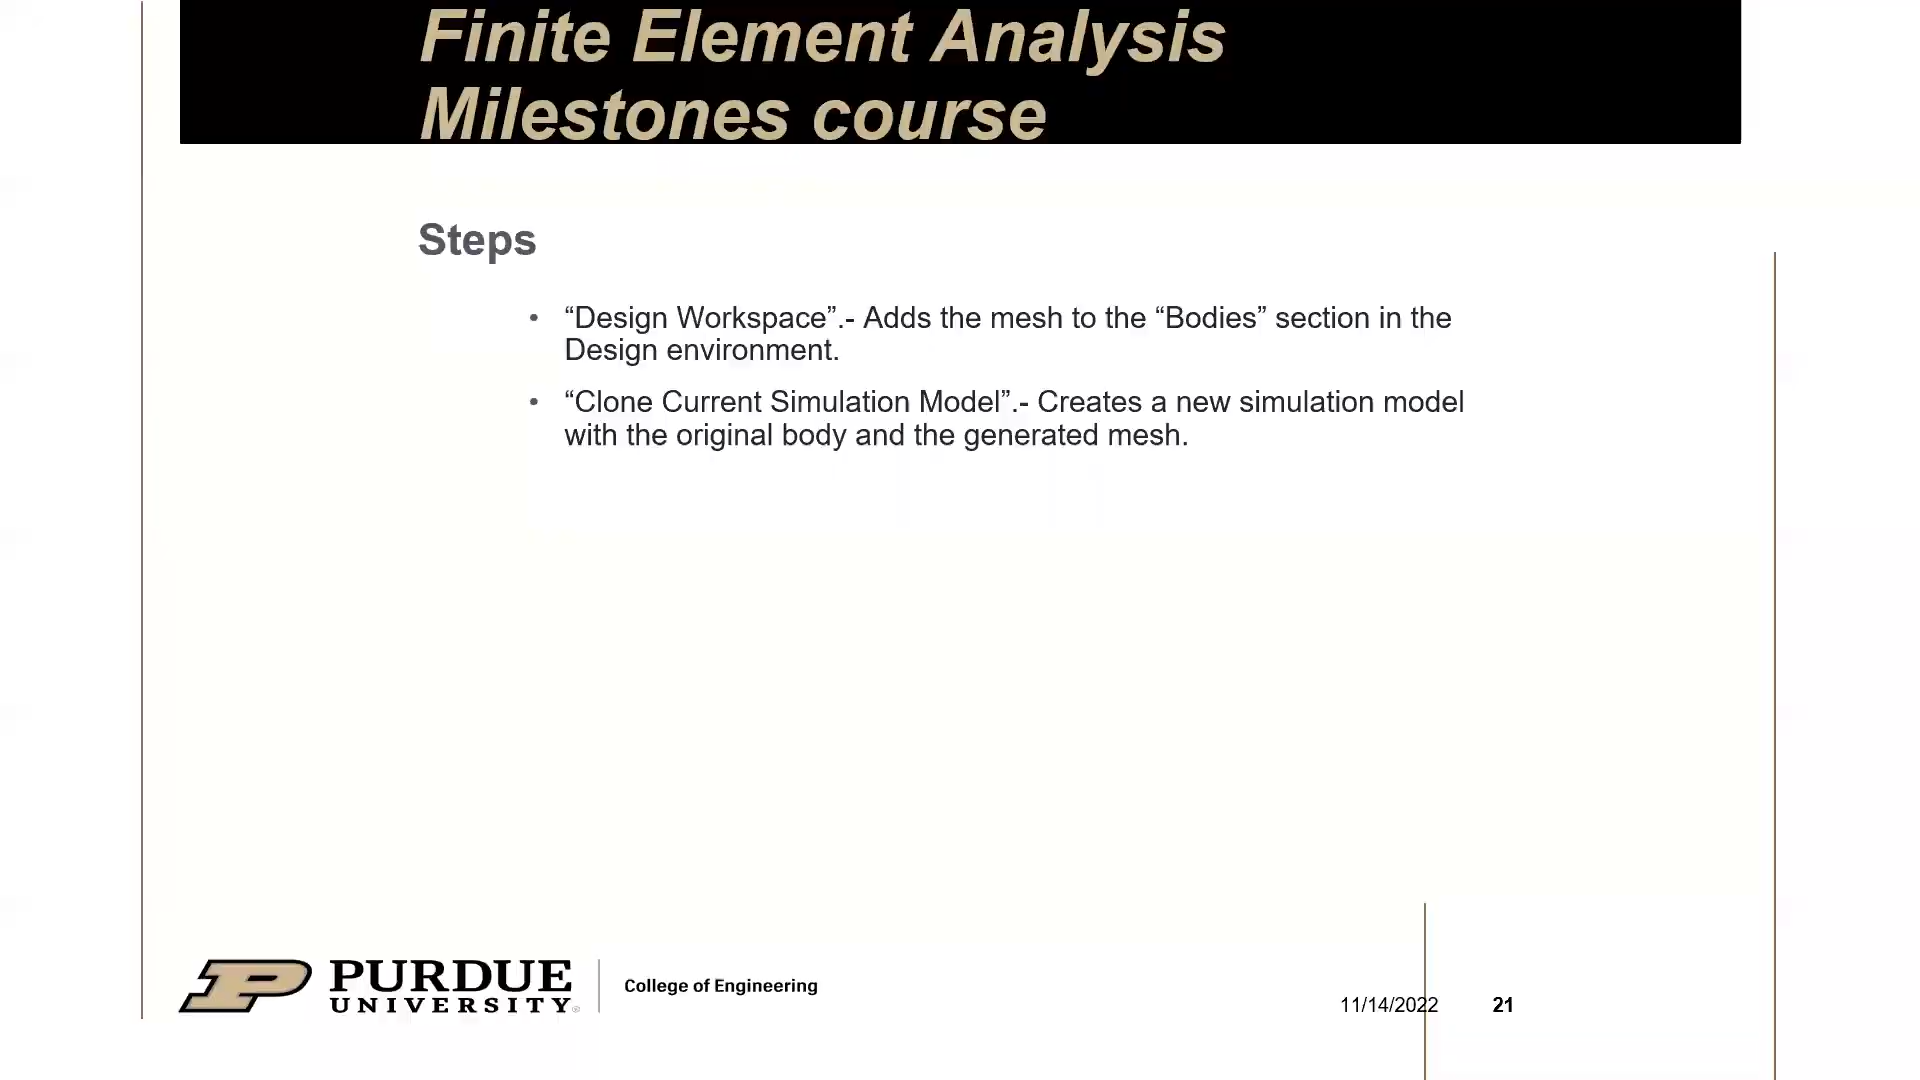 Finite Element Analysis
Milestones course
Steps
• “Design Workspace”.- Adds the mesh to the “Bodies” section in the
Design environment.
• “Clone Current Simulation Model”.- Creates a new simulation model
with the original body and the generated mesh.
PURDUE
UNIVERSITY®
College of Engineering
11/14/2022
21